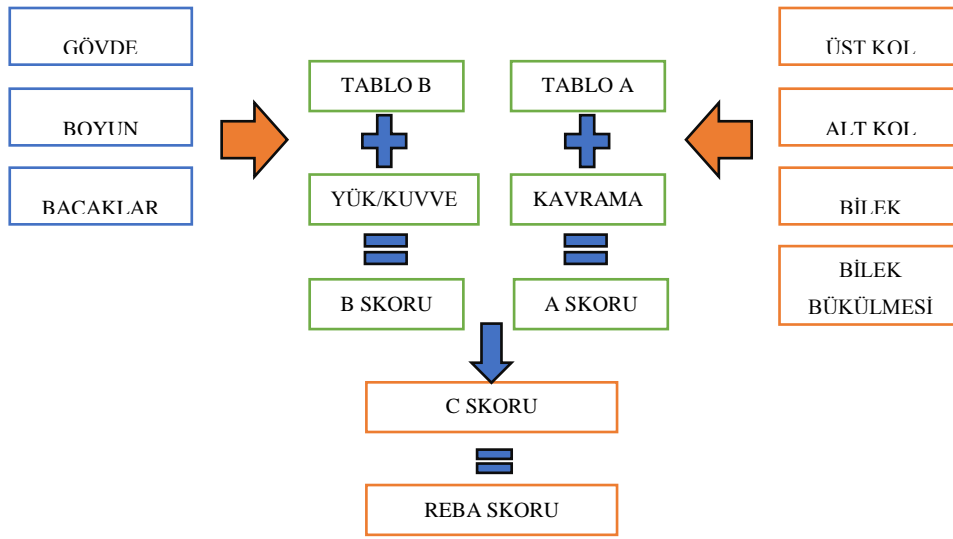 GÖVDE
BOYUN
BACAKLAR
TABLO B
YÜK/KUVVE
B SKORU
TABLO A
KAVRAMA
A SKORU
ÜST KOL
ALT KOL
BİLEK
BİLEK
BÜKÜLMESİ
C SKORU
REBA SKORU